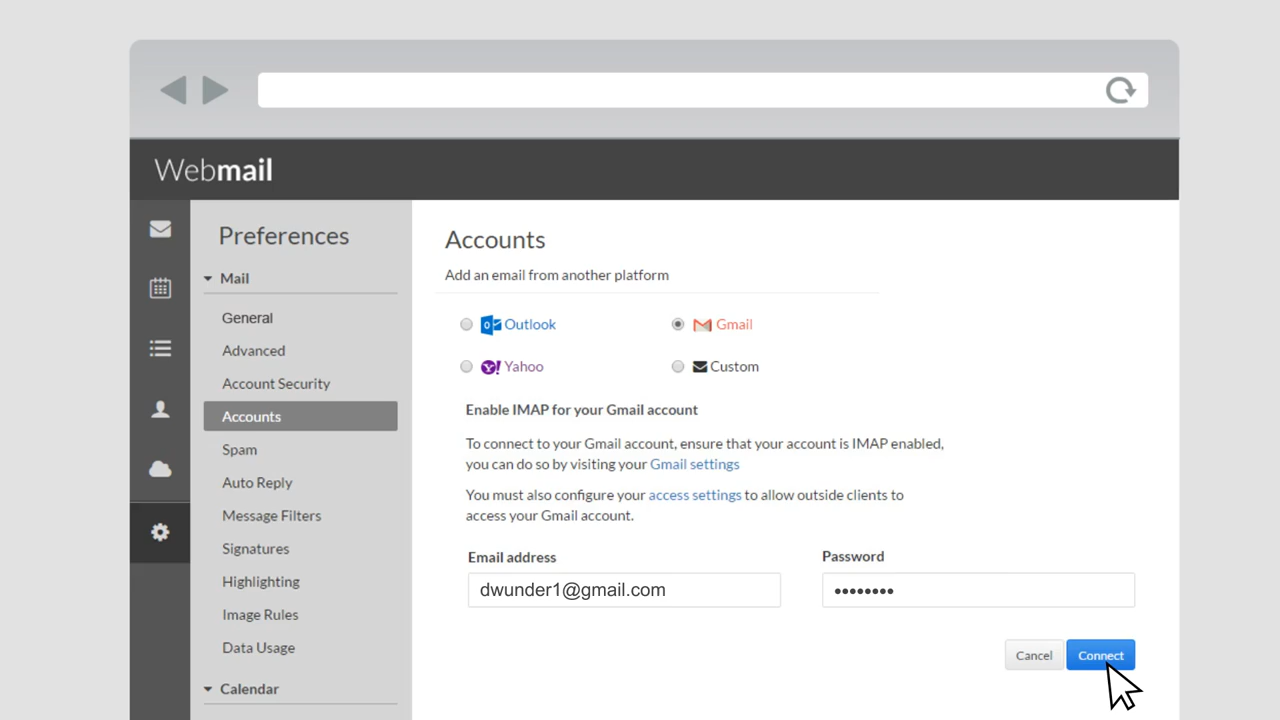 Webmail
Preferences
Mail
General
Advanced
Account Security
Accounts
Spam
Auto Reply
Message Filters
Signatures
Highlighting
Image Rules
Data Usage
Calendar
Accounts
Add an email from another platform
Outlook
Gmail
Yahoo
Custom
Enable IMAP for your Gmail account
To connect to your Gmail account, ensure that your account is IMAP enabled,
you can do so by visiting your Gmail settings
You must also configure your access settings to allow outside clients to
access your Gmail account.
Email address
Password
dwunder1@gmail.com
••••••••
Cancel
Connect